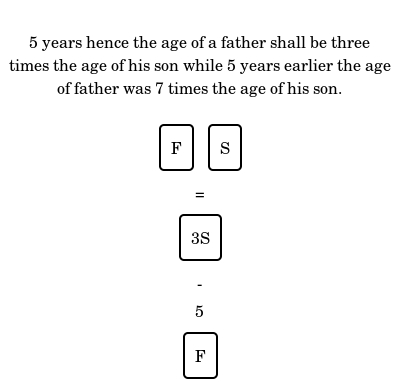 5 years hence the age of a father shall be three
times the age of his son while 5 years earlier the age
of father was 7 times the age of his son.
F S
=
3S
-
5
F